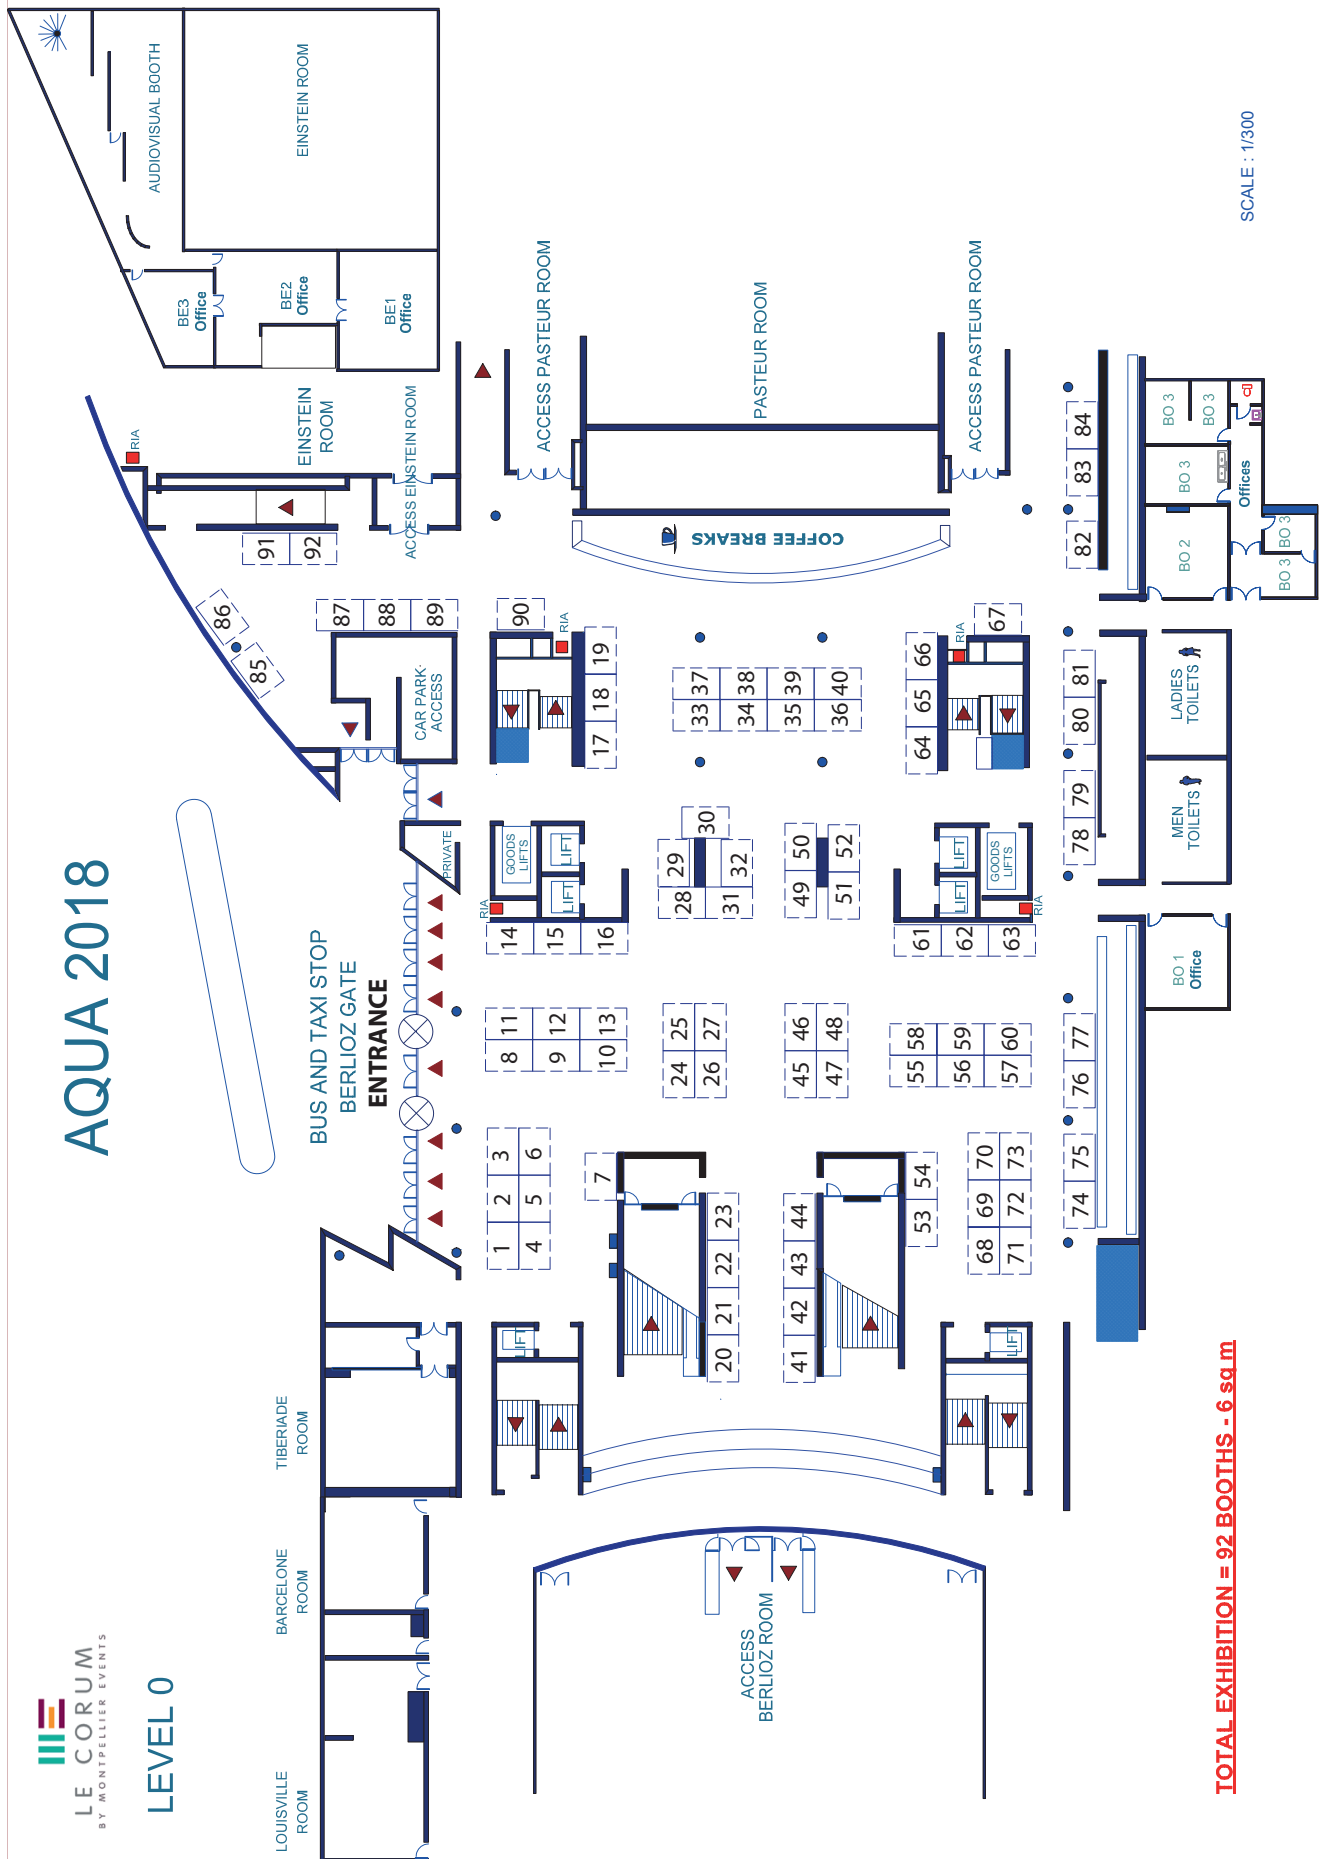 AQUA 2018
LE CORUM
BY MONTPELLIER EVENTS
LEVEL 0
LOUISVILLE
ROOM
BARCELONE
ROOM
TIBERIADE
ROOM
BUS AND TAXI STOP
BERLIOZ GATE
ENTRANCE
PRIVATE
CAR PARK
ACCESS
EINSTEIN
ROOM
ACCESS EINSTEIN ROOM
RIA
BE3
Office
BE2
Office
BE1
Office
AUDIOVISUAL BOOTH
EINSTEIN ROOM
85
86
87
88
89
91
92
1
2
3
4
5
6
7
8
11
9
12
10
13
14
15
16
RIA
GOODS
LIFTS
LIFT
LIFT
90
RIA
17
18
19
ACCESS PASTEUR ROOM
LIFT
20
21
22
23
24
25
26
27
28
29
30
31
32
33
37
34
38
35
39
36
40
COFFEE BREAKS
PASTEUR ROOM
ACCESS
BERLIOZ ROOM
41
42
43
44
45
46
47
48
49
50
51
52
53
54
55
58
56
59
57
60
61
62
63
LIFT
LIFT
GOODS
LIFTS
RIA
64
65
66
RIA
67
ACCESS PASTEUR ROOM
LIFT
68
69
70
71
72
73
74
75
76
77
78
79
80
81
82
83
84
BO 1
Office
MEN
TOILETS
LADIES
TOILETS
BO 2
BO 3
BO 3
BO 3
BO 3
BO 3
Offices
SCALE : 1/300
TOTAL EXHIBITION = 92 BOOTHS - 6 sq m